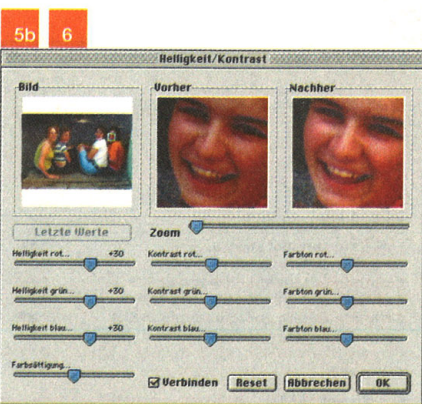 5b 6
Helligkeit/Kontrast
Bild Vorher Nachher
Letzte Werte Zoom
Helligkeit rot... +30 Kontrast rot... Farbton rot...
Helligkeit grün... +30 Kontrast grün... Farbton grün...
Helligkeit blau... +30 Kontrast blau... Farbton blau...
Farbsättigung...
Verbinden Reset Abbrechen OK